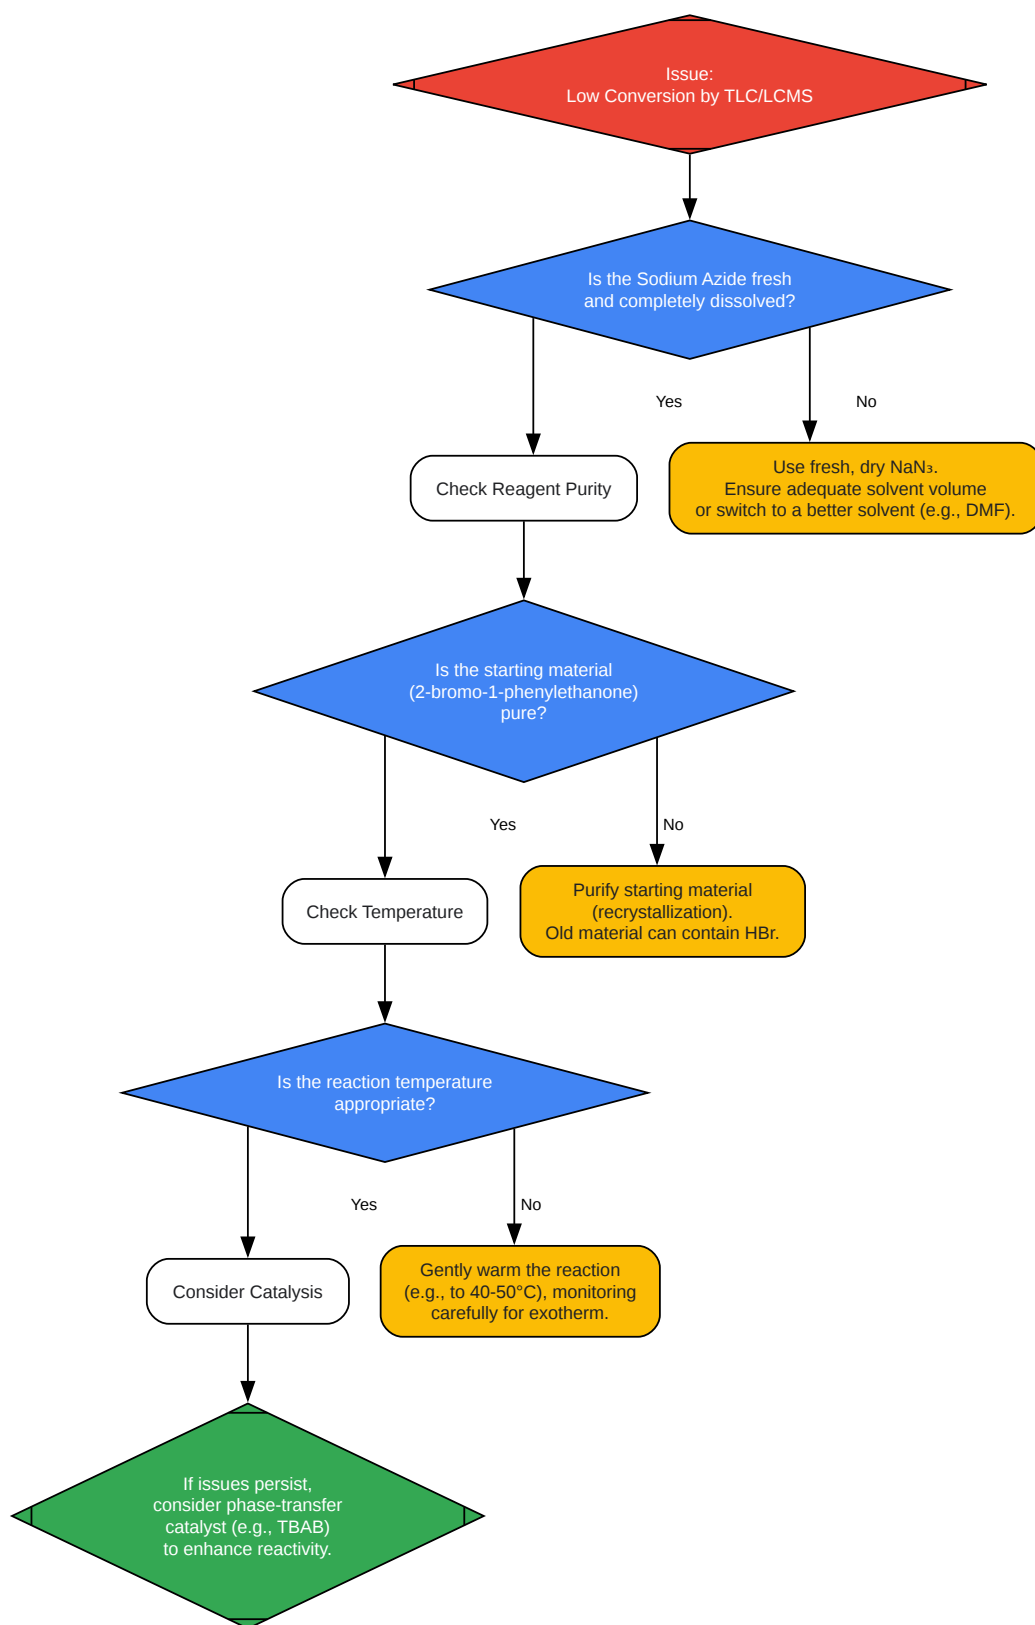 Issue:
Low Conversion by TLC/LCMS
Is the Sodium Azide fresh
and completely dissolved?
Yes
No
Check Reagent Purity
Use fresh, dry NaN₃.
Ensure adequate solvent volume
or switch to a better solvent (e.g., DMF).
Is the starting material
(2-bromo-1-phenylethanone)
pure?
Yes
No
Check Temperature
Purify starting material
(recrystallization).
Old material can contain HBr.
Is the reaction temperature
appropriate?
Yes
No
Consider Catalysis
Gently warm the reaction
(e.g., to 40-50°C), monitoring
carefully for exotherm.
If issues persist,
consider phase-transfer
catalyst (e.g., TBAB)
to enhance reactivity.